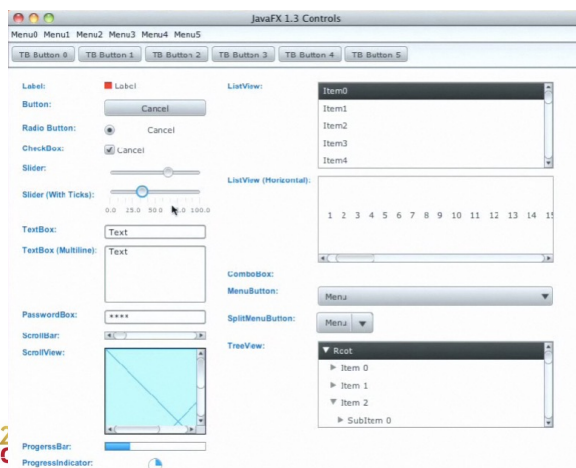 JavaFX 1.3 Controls
Menu0 Menu1 Menu2 Menu3 Menu4 Menu5
TB Button 0 TB Button 1 TB Button 2 TB Button 3 TB Button 4 TB Button 5
Label: Label
Button: Cancel
Radio Button: Cancel
CheckBox: Cancel
Slider:
Slider (With Ticks):
0.0 25.0 50.0 100.0
TextBox: Text
TextBox (Multiline): Text
PasswordBox: ****
ScrollBar:
ScrollView:
ProgerssBar:
ProgressIndicator:
ListView: Item0
Item1
Item2
Item3
Item4
ListView (Horizontal):
1 2 3 4 5 6 7 8 9 10 11 12 13 14 15
ComboBox:
MenuButton: Menu
SplitMenuButton: Menu
TreeView: Root
Item 0
Item 1
Item 2
SubItem 0